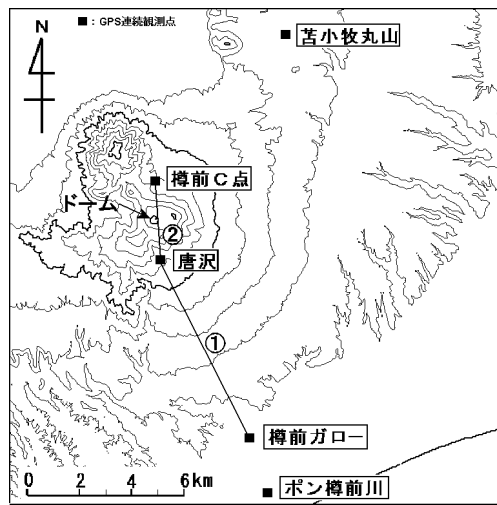 ■：GPS連続観測点
N
苫小牧丸山
樽前C点
ドーム
②
唐沢
①
樽前ガロー
ポン樽前川
0 2 4 6km